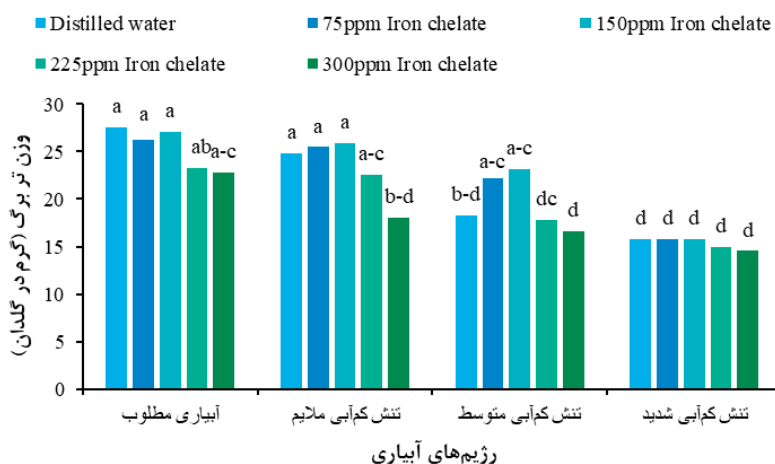 Distilled water 75ppm Iron chelate 150ppm Iron chelate
225ppm Iron chelate 300ppm Iron chelate
وزن تر برگ (گرم در گلدان)
30
25
20
15
10
5
0
a a a ab a-c
a a a a-c b-d
b-d a-c a-c dc d
d d d d d
آبیاری مطلوب
تنش کم‌آبی ملایم
تنش کم‌آبی متوسط
تنش کم‌آبی شدید
رژیم‌های آبیاری